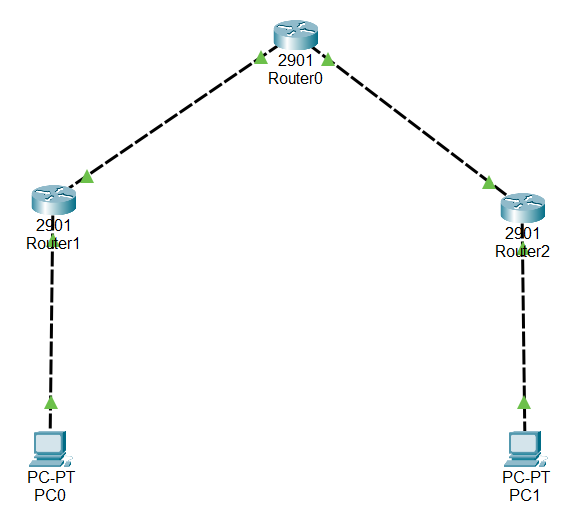 2901
Router0
2901
Router1
2901
Router2
PC-PT
PC0
PC-PT
PC1